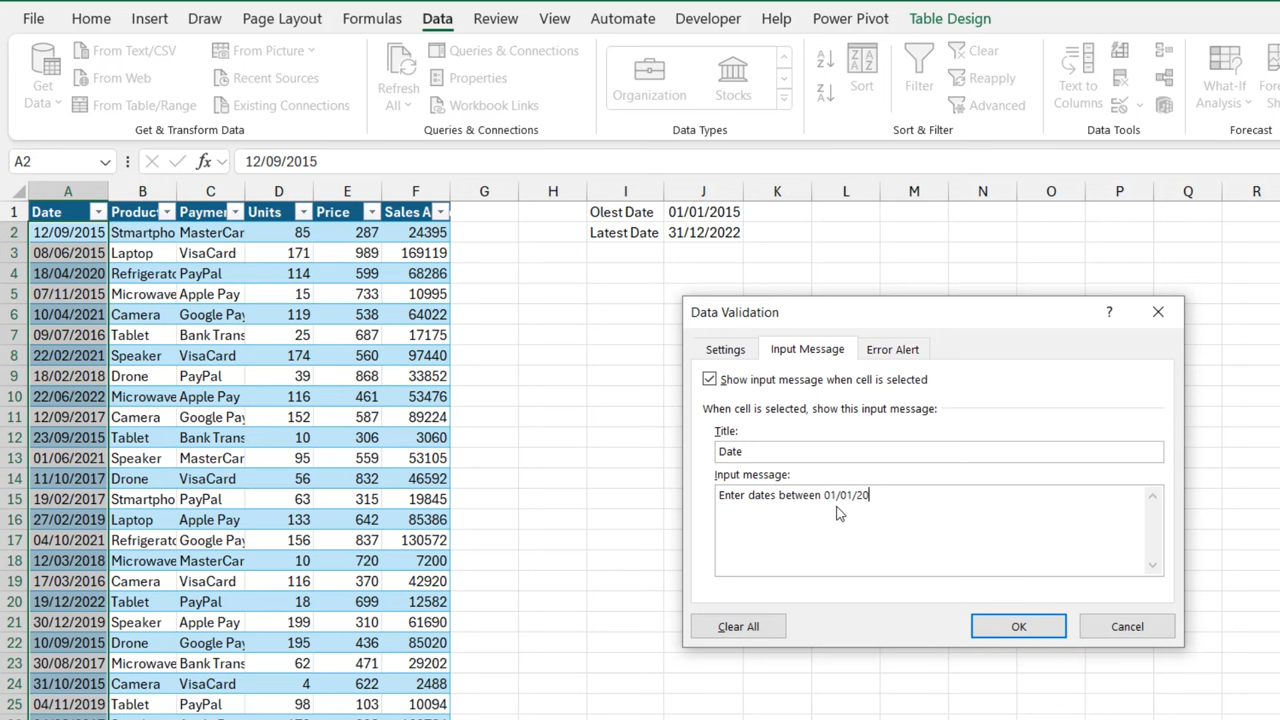 File Home Insert Draw Page Layout Formulas Data Review View Automate Developer Help Power Pivot Table Design
Get Data
From Text/CSV
From Web
From Table/Range
From Picture
Recent Sources
Existing Connections
Get & Transform Data
Refresh All
Queries & Connections
Properties
Workbook Links
Queries & Connections
Organization
Stocks
Data Types
Sort
Filter
Clear
Reapply
Advanced
Sort & Filter
Text to Columns
Data Tools
What-If Analysis
Forecast
A2 fx 12/09/2015
A B C D E F G H I J K L M N O P Q R
1 Date Product Paymen Units Price Sales A Olest Date 01/01/2015
2 12/09/2015 Stmartpho MasterCar 85 287 24395 Latest Date 31/12/2022
3 08/06/2015 Laptop VisaCard 171 989 169119
4 18/04/2020 Refrigerato PayPal 114 599 68286
5 07/11/2015 Microwave Apple Pay 15 733 10995
6 10/04/2021 Camera Google Pay 119 538 64022
7 09/07/2016 Tablet Bank Trans 25 687 17175
8 22/02/2021 Speaker VisaCard 174 560 97440
9 18/02/2018 Drone PayPal 39 868 33852
10 22/06/2022 Microwave Apple Pay 116 461 53476
11 12/09/2017 Camera Google Pay 152 587 89224
12 23/09/2015 Tablet Bank Trans 10 306 3060
13 01/06/2021 Speaker MasterCar 95 559 53105
14 11/10/2017 Drone VisaCard 56 832 46592
15 19/02/2017 Stmartpho PayPal 63 315 19845
16 27/02/2019 Laptop Apple Pay 133 642 85386
17 04/10/2021 Refrigerato Google Pay 156 837 130572
18 12/03/2018 Microwave MasterCar 10 720 7200
19 17/03/2016 Camera VisaCard 116 370 42920
20 19/12/2022 Tablet PayPal 18 699 12582
21 30/12/2019 Speaker Apple Pay 199 310 61690
22 10/09/2015 Drone Google Pay 195 436 85020
23 30/08/2017 Microwave Bank Trans 62 471 29202
24 31/10/2015 Camera VisaCard 4 622 2488
25 04/11/2019 Tablet PayPal 98 103 10094
Data Validation ?
Settings Input Message Error Alert
Show input message when cell is selected
When cell is selected, show this input message:
Title:
Date
Input message:
Enter dates between 01/01/20
Clear All OK Cancel